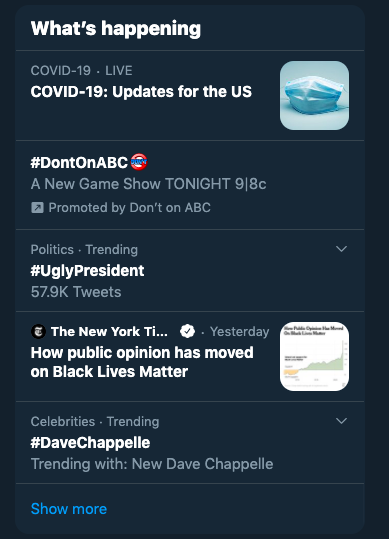 What's happening
COVID-19 · LIVE
COVID-19: Updates for the US
#DontOnABC
A New Game Show TONIGHT 9|8c
Promoted by Don't on ABC
Politics · Trending
#UglyPresident
57.9K Tweets
The New York Ti... · Yesterday
How public opinion has moved
on Black Lives Matter
How Public Opinion Has Moved
on Black Lives Matter
Celebrities · Trending
#DaveChappelle
Trending with: New Dave Chappelle
Show more